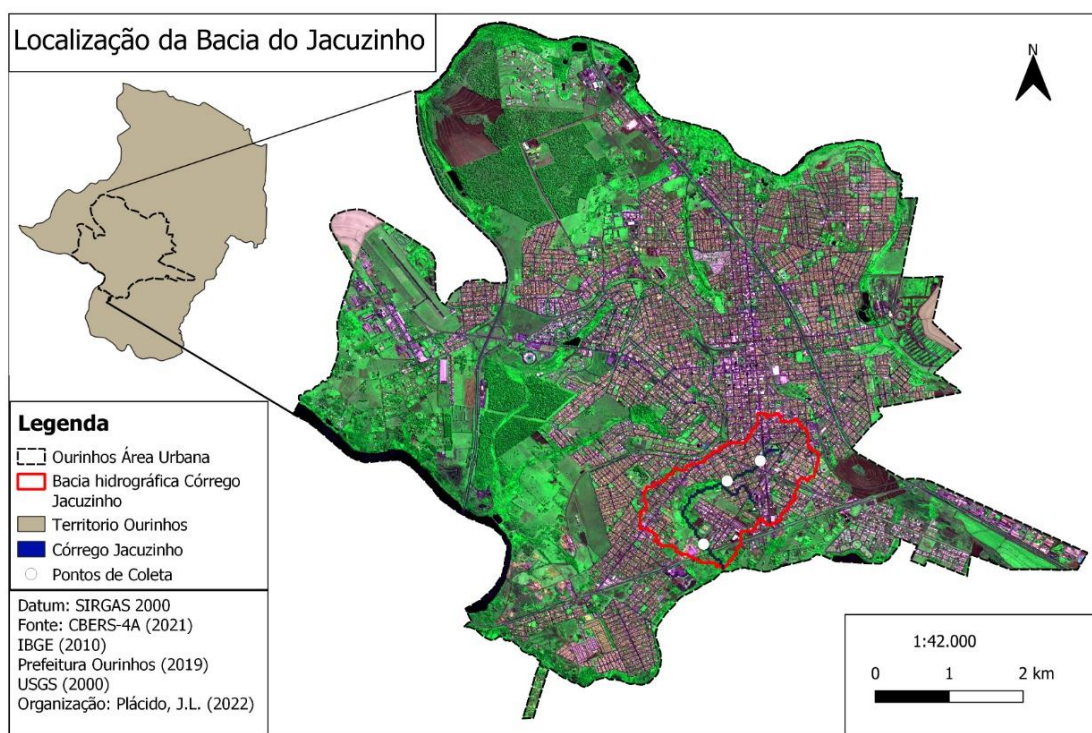 Localização da Bacia do Jacuzinho
N
Legenda
Ourinhos Área Urbana
Bacia hidrográfica Córrego
Jacuzinho
Territorio Ourinhos
Córrego Jacuzinho
Pontos de Coleta
Datum: SIRGAS 2000
Fonte: CBERS-4A (2021)
IBGE (2010)
Prefeitura Ourinhos (2019)
USGS (2000)
Organização: Plácido, J.L. (2022)
1:42.000
0 1 2 km